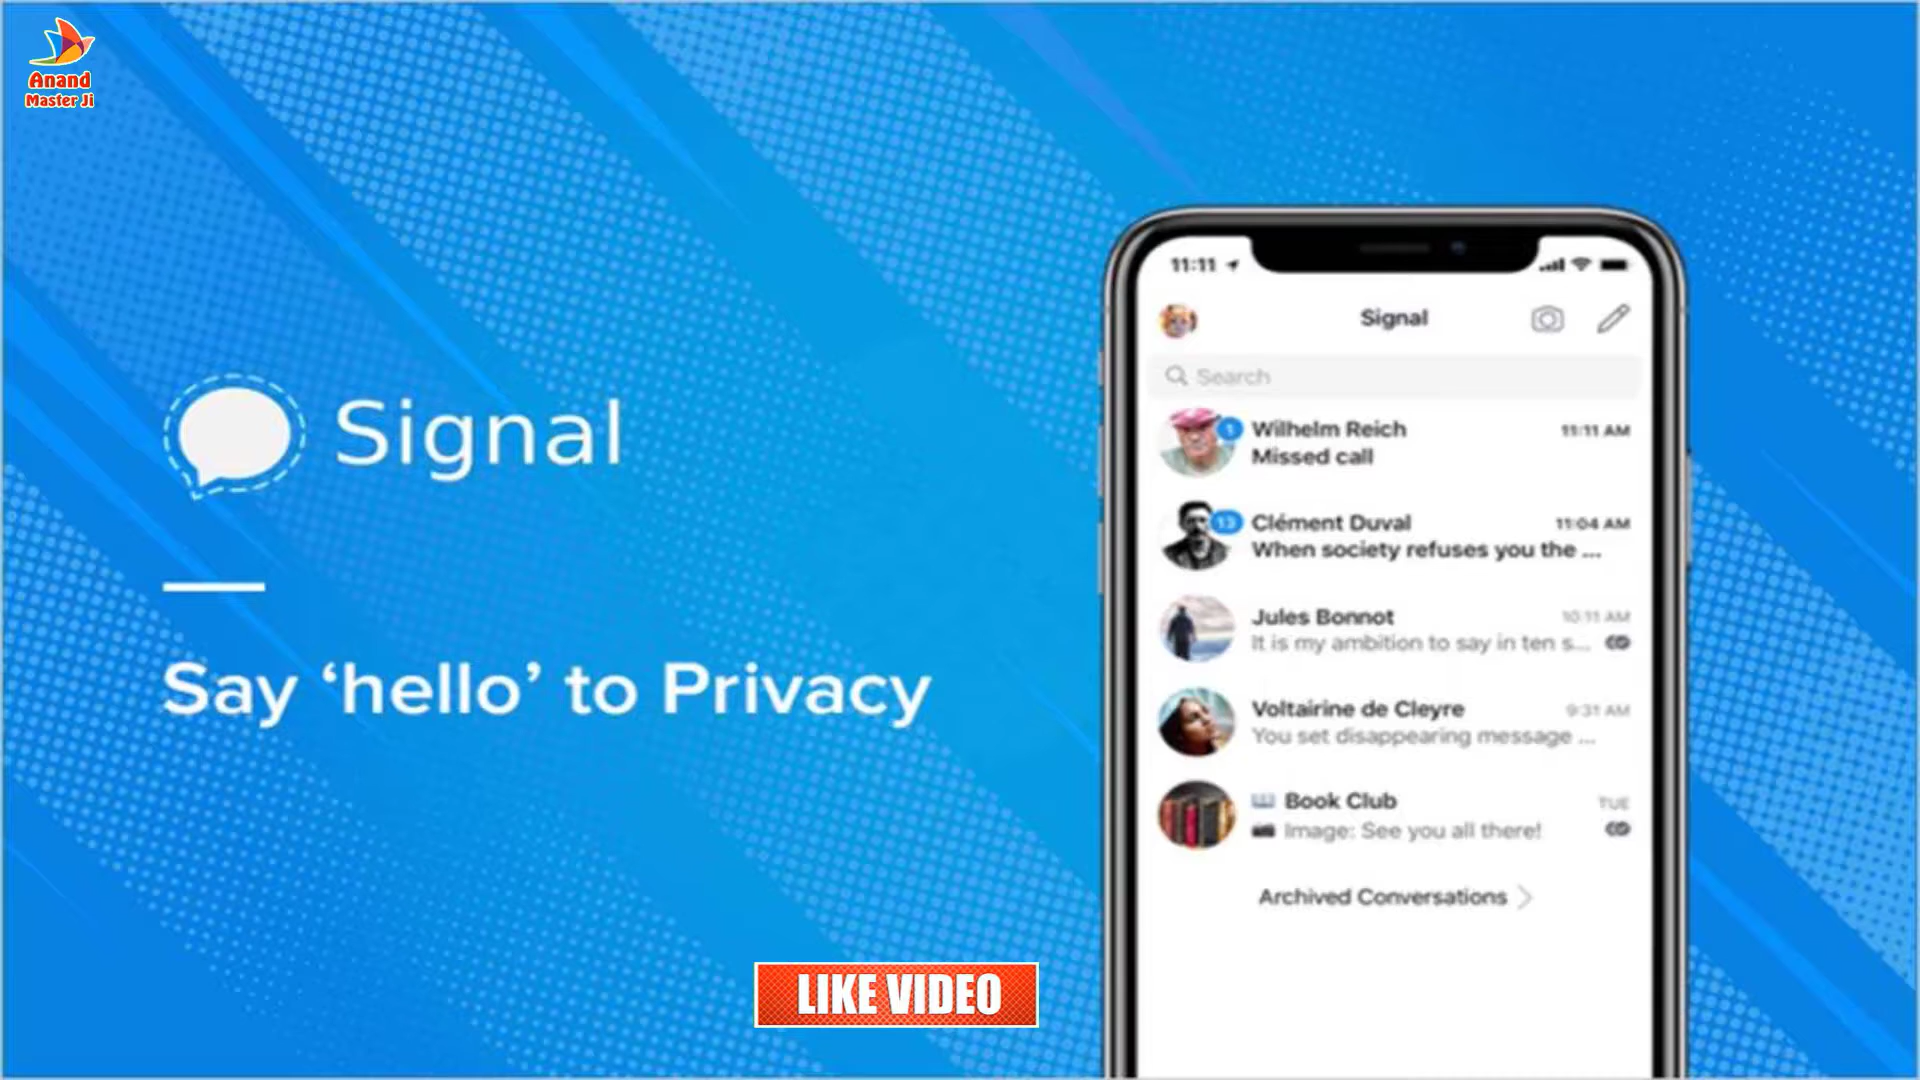 Anand
Master Ji
Signal
Say ‘hello’ to Privacy
11:11
Signal
Search
1
Wilhelm Reich
11:11 AM
Missed call
13
Clément Duval
11:04 AM
When society refuses you the ...
Jules Bonnot
10:11 AM
It is my ambition to say in ten s...
Voltairine de Cleyre
9:31 AM
You set disappearing message ...
Book Club
TUE
Image: See you all there!
Archived Conversations
LIKE VIDEO